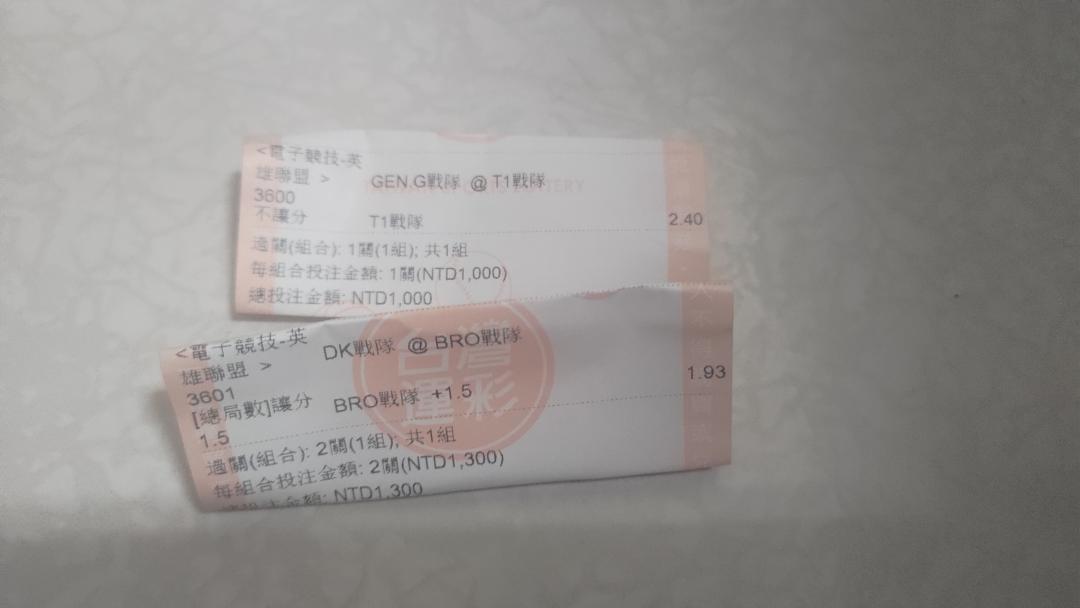 <電子競技-英
雄聯盟 > GEN.G戰隊 @ T1戰隊
3600
不讓分 T1戰隊 2.40
過關(組合): 1關(1組); 共1組
每組合投注金額: 1關(NTD1,000)
總投注金額: NTD1,000
<電子競技-英
雄聯盟 > DK戰隊 @ BRO戰隊
3601
[總局數]讓分 BRO戰隊 +1.5 1.93
1.5
過關(組合): 2關(1組); 共1組
每組合投注金額: 2關(NTD1,300)
總投注金額: NTD1,300
台灣
運彩